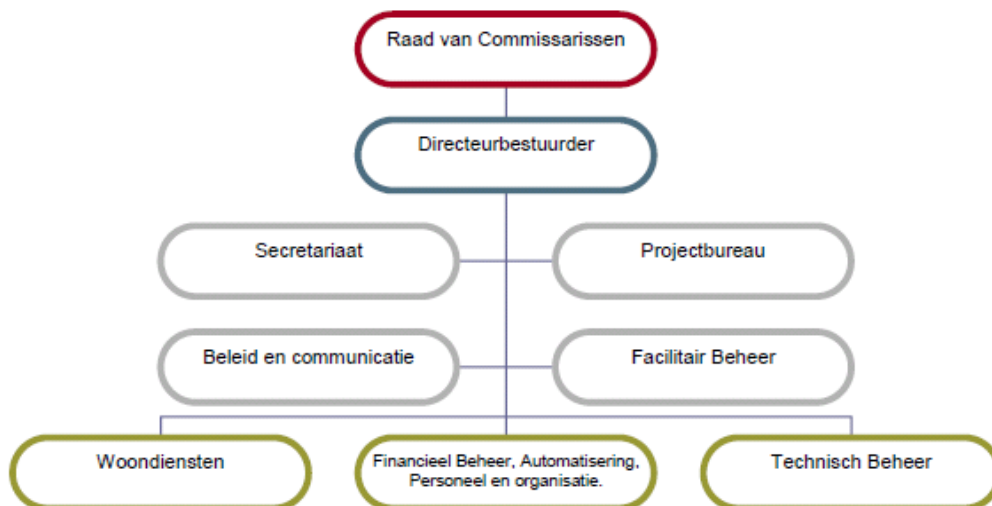 Raad van Commissarissen
Directeurbestuurder
Secretariaat
Projectbureau
Beleid en communicatie
Facilitair Beheer
Woondiensten
Financieel Beheer, Automatisering,
Personeel en organisatie.
Technisch Beheer